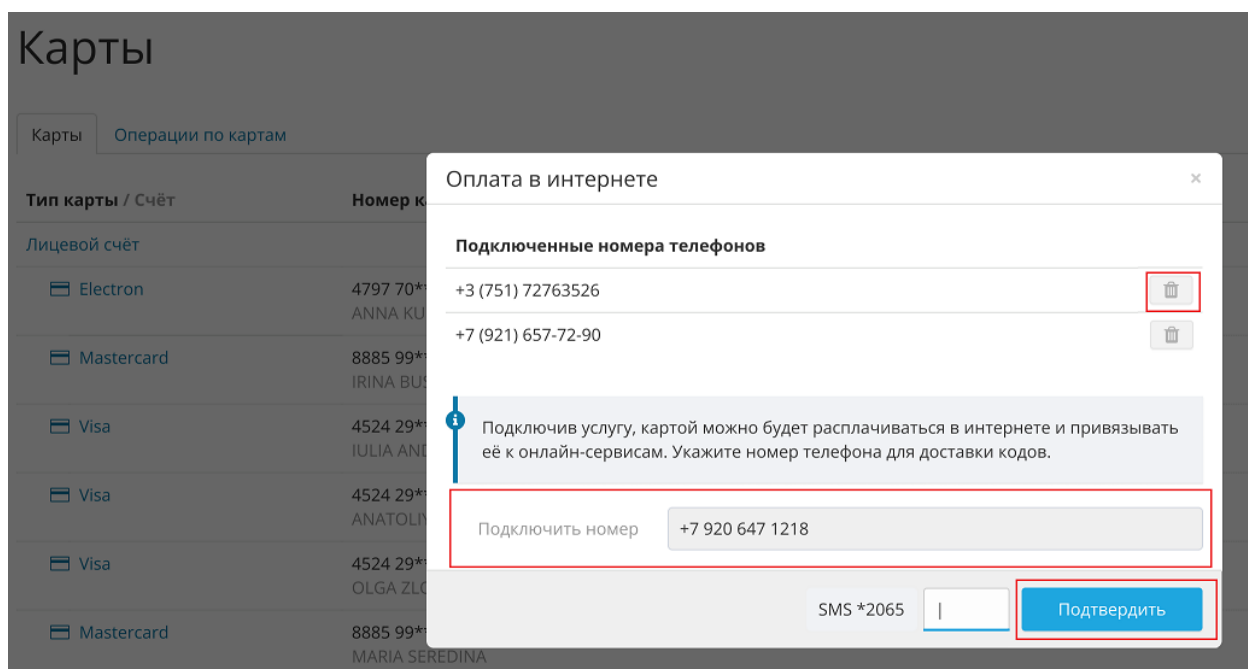 Карты
Карты Операции по картам
Тип карты / Счёт
Номер к
Лицевой счёт
Electron
4797 70**
ANNA KU
Mastercard
8885 99**
IRINA BUS
Visa
4524 29**
IULIA AND
Visa
4524 29**
ANATOLIY
Visa
4524 29**
OLGA ZLO
Mastercard
8885 99**
MARIA SEREDINA
Оплата в интернете ×
Подключенные номера телефонов
+3 (751) 72763526
+7 (921) 657-72-90
Подключив услугу, картой можно будет расплачиваться в интернете и привязывать
её к онлайн-сервисам. Укажите номер телефона для доставки кодов.
Подключить номер +7 920 647 1218
SMS *2065 Подтвердить